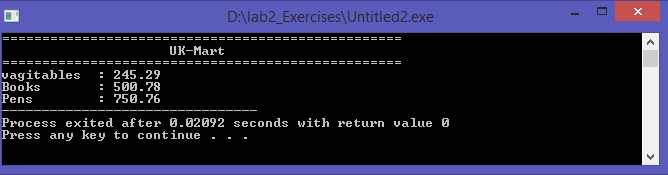 D:\lab2_Exercises\Untitled2.exe
==================================================
UK-Mart
==================================================
vagitables : 245.29
Books : 500.78
Pens : 750.76
--------------------------------
Process exited after 0.02092 seconds with return value 0
Press any key to continue . . .